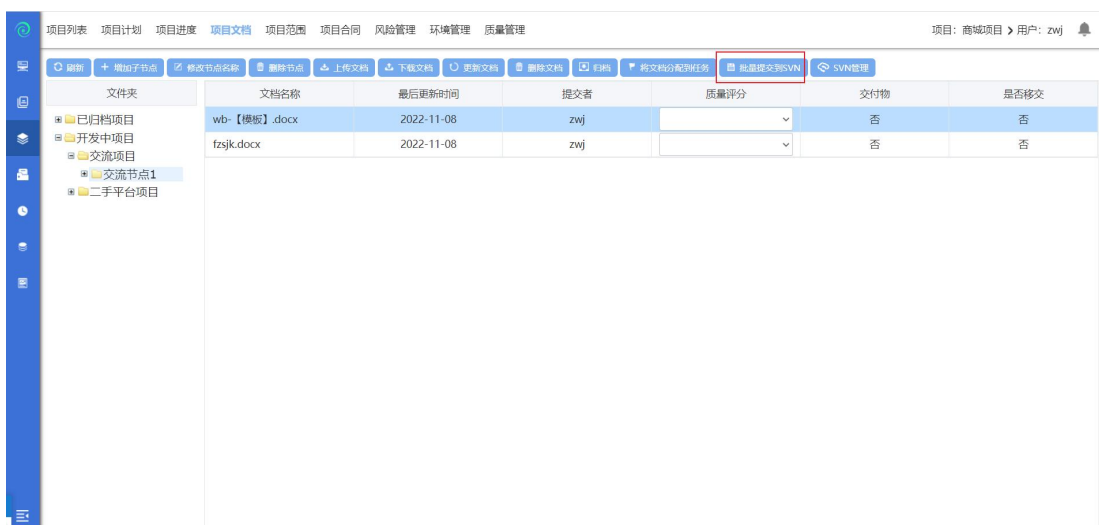 项目列表 项目计划 项目进度 项目文档 项目范围 项目合同 风险管理 环境管理 质量管理 项目：商城项目 ❯ 用户：zwj
刷新 增加子节点 修改节点名称 删除节点 上传文档 下载文档 更新文档 删除文档 归档 将文档分配到任务 批量提交到SVN SVN管理
文件夹 文档名称 最后更新时间 提交者 质量评分 交付物 是否移交
已归档项目 wb-【模板】.docx 2022-11-08 zwj 否 否
开发中项目 fzsjk.docx 2022-11-08 zwj 否 否
交流项目
交流节点1
二手平台项目